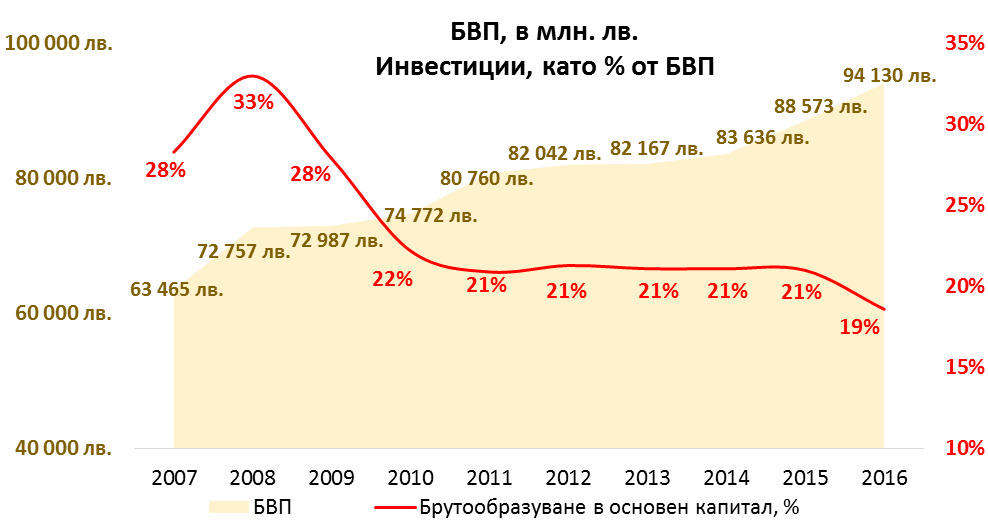 БВП, в млн. лв.
Инвестиции, като % от БВП
100 000 лв.
80 000 лв.
60 000 лв.
40 000 лв.
35%
30%
25%
20%
15%
10%
63 465 лв.
72 757 лв.
72 987 лв.
74 772 лв.
80 760 лв.
82 042 лв.
82 167 лв.
83 636 лв.
88 573 лв.
94 130 лв.
28%
33%
28%
22%
21%
21%
21%
21%
21%
19%
2007 2008 2009 2010 2011 2012 2013 2014 2015 2016
БВП Брутообразуване в основен капитал, %